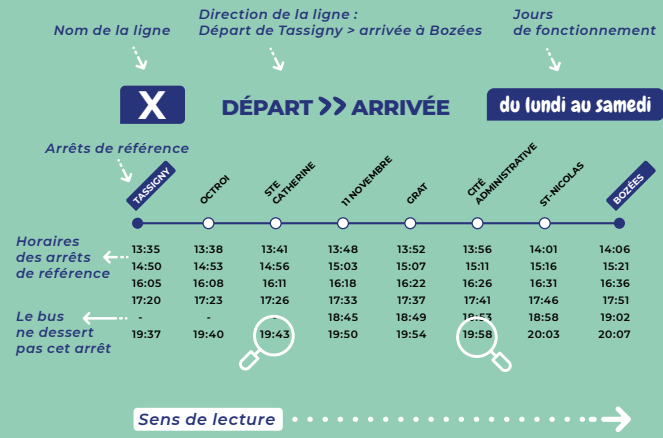 Nom de la ligne
Direction de la ligne :
Départ de Tassigny > arrivée à Bozées
Jours
de fonctionnement
X
DÉPART >> ARRIVÉE
du lundi au samedi
Arrêts de référence
TASSIGNY
OCTROI
STE
CATHERINE
11 NOVEMBRE
GRAT
CITÉ
ADMINISTRATIVE
ST-NICOLAS
BOZÉES
Horaires
des arrêts
de référence
13:35 13:38 13:41 13:48 13:52 13:56 14:01 14:06
14:50 14:53 14:56 15:03 15:07 15:11 15:16 15:21
16:05 16:08 16:11 16:18 16:22 16:26 16:31 16:36
17:20 17:23 17:26 17:33 17:37 17:41 17:46 17:51
Le bus
ne dessert
pas cet arrêt
- - - 18:45 18:49 18:53 18:58 19:02
19:37 19:40 19:43 19:50 19:54 19:58 20:03 20:07
Sens de lecture